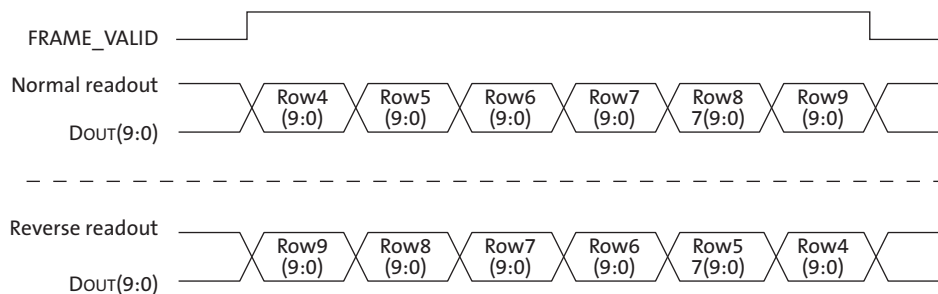 FRAME_VALID
Normal readout
Row4 Row5 Row6 Row7 Row8 Row9
(9:0) (9:0) (9:0) (9:0) 7(9:0) (9:0)
DOUT(9:0)
Reverse readout
Row9 Row8 Row7 Row6 Row5 Row4
(9:0) (9:0) (9:0) (9:0) 7(9:0) (9:0)
DOUT(9:0)